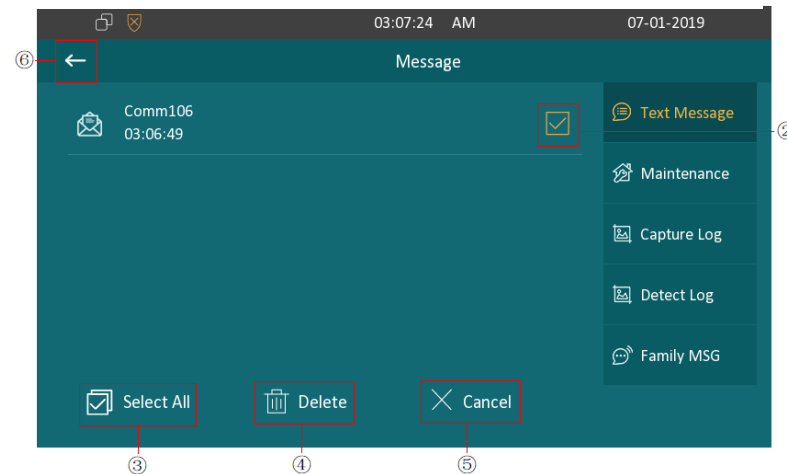 03:07:24 AM 07-01-2019
⑥
Message
Comm106
03:06:49
Text Message
②
Maintenance
Capture Log
Detect Log
Family MSG
Select All Delete Cancel
③ ④ ⑤